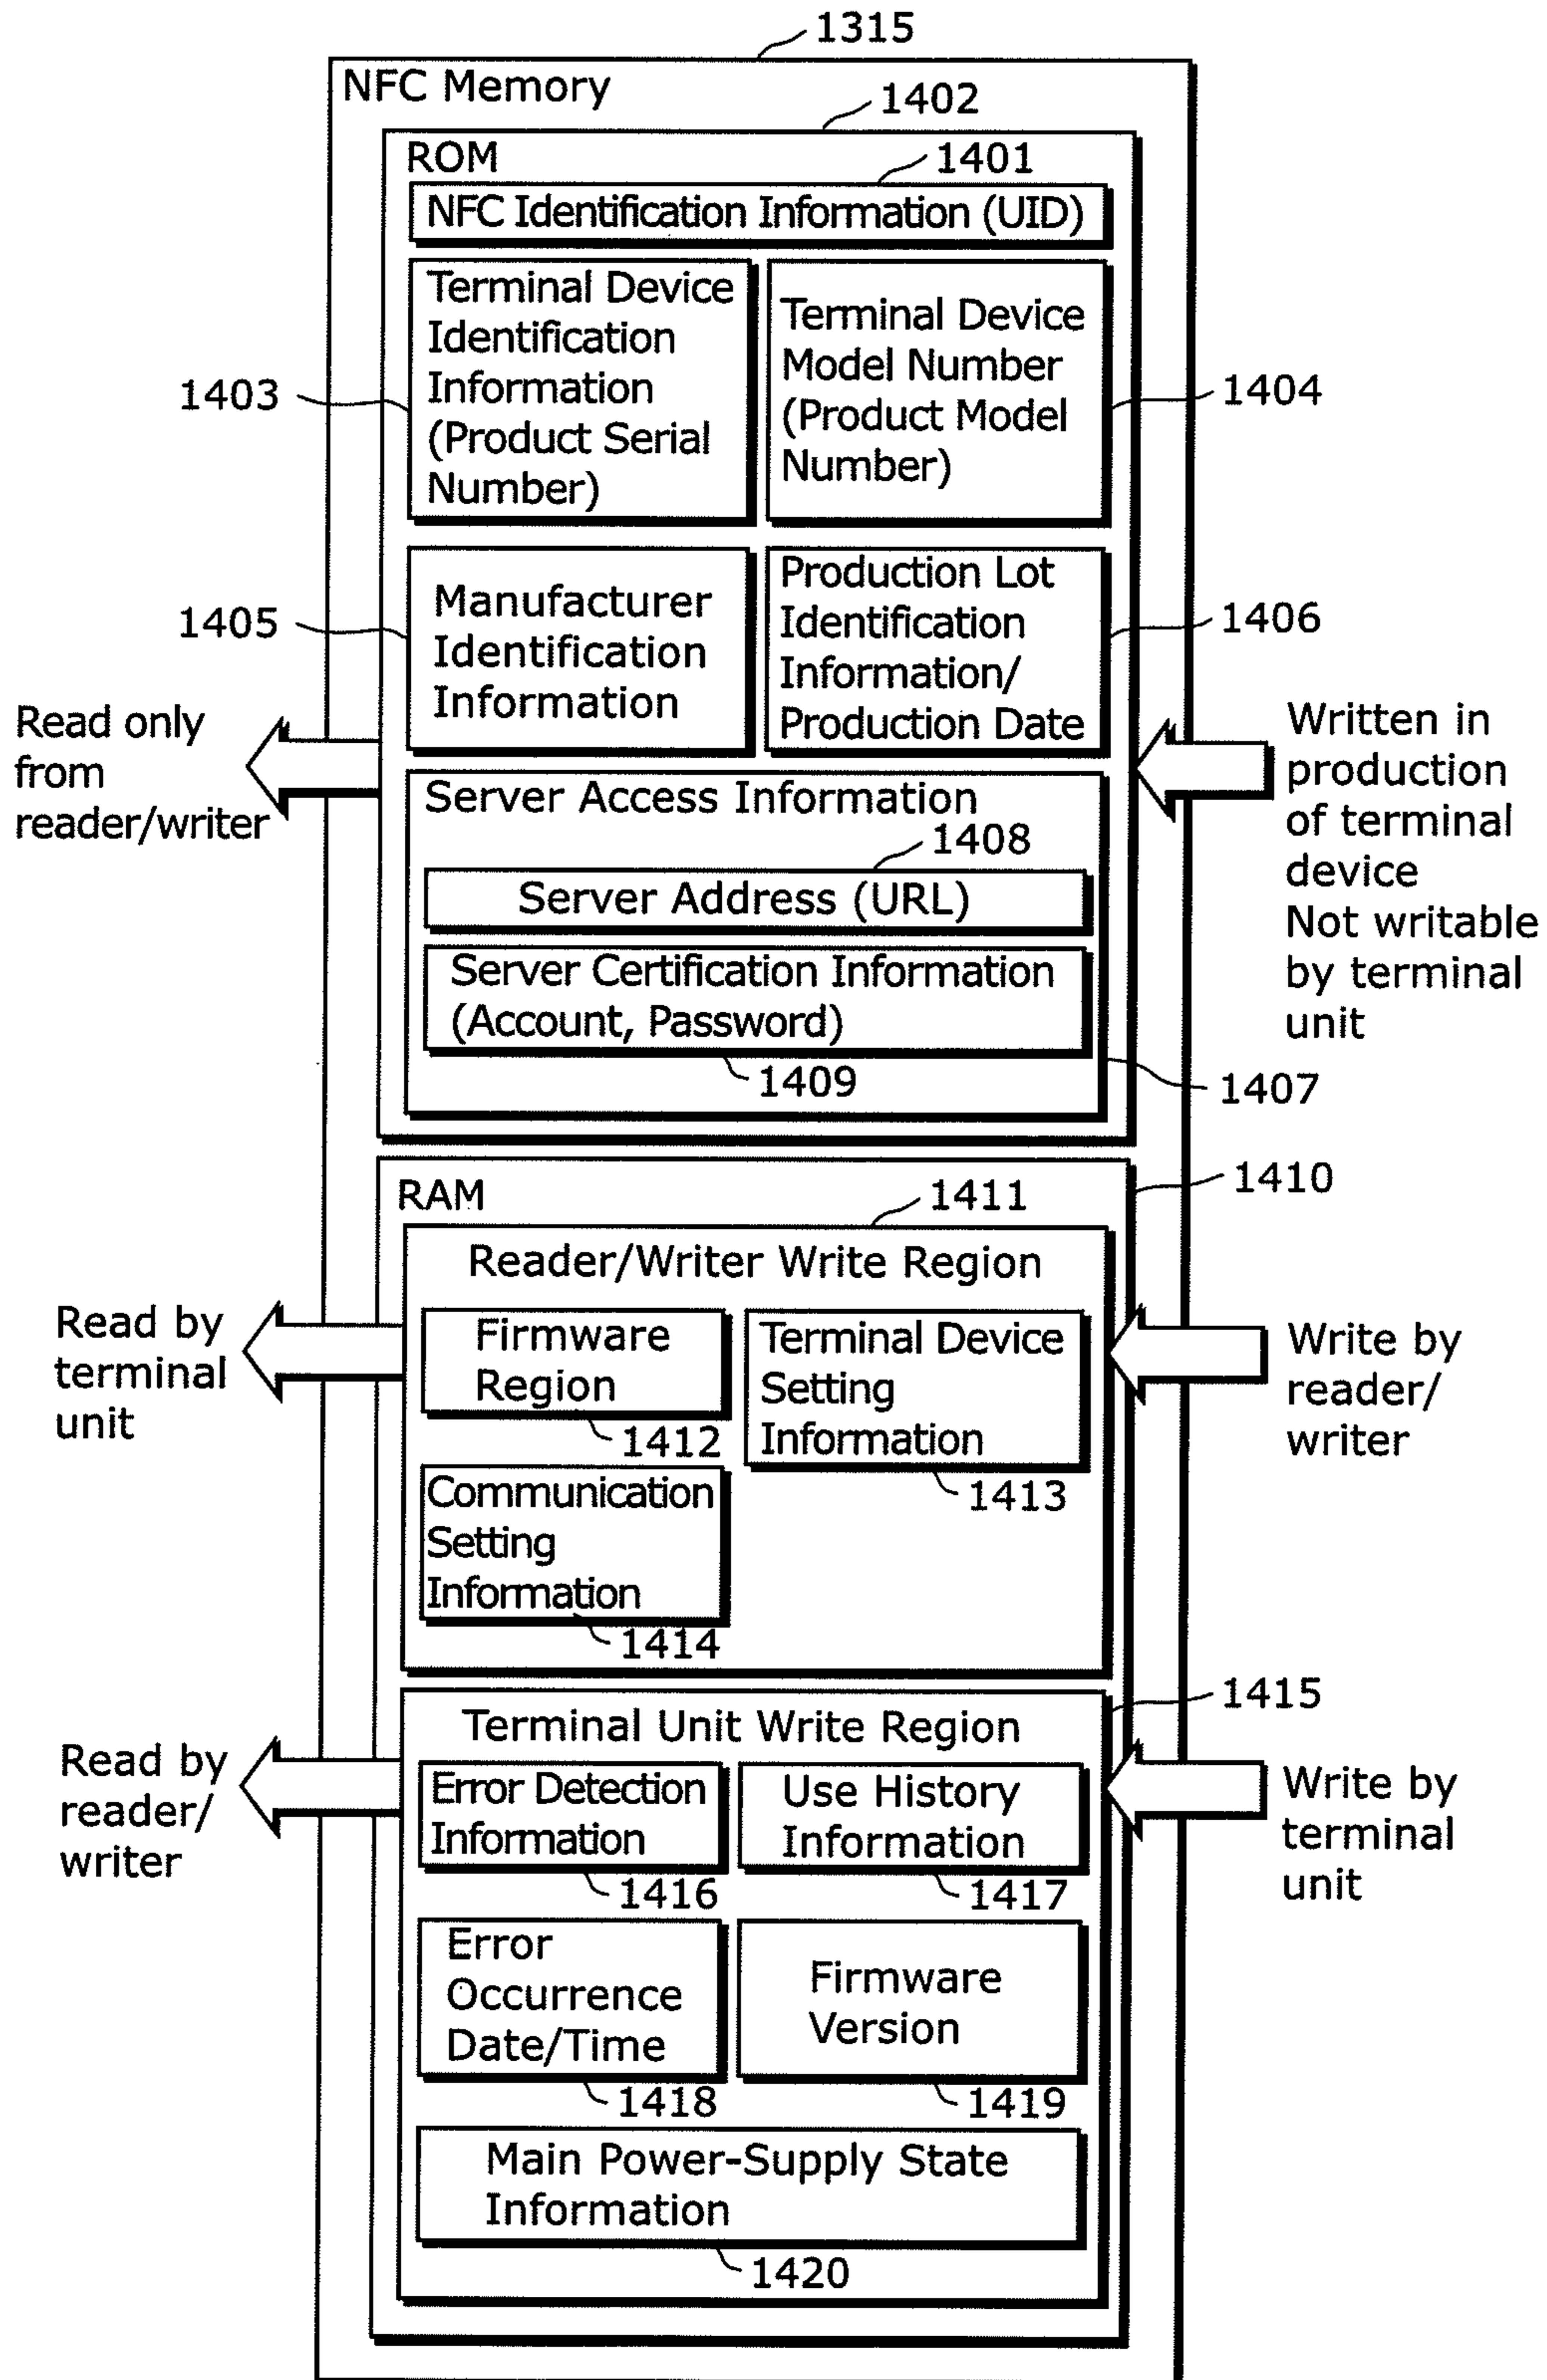 1315
NFC Memory
1402
ROM
1401
NFC Identification Information (UID)
Terminal Device
Identification
Information
(Product Serial
Number)
1403
Terminal Device
Model Number
(Product Model
Number)
1404
Manufacturer
Identification
Information
1405
Production Lot
Identification
Information/
Production Date
1406
Read only
from
reader/writer
Written in
production
of terminal
device
Not writable
by terminal
unit
Server Access Information
1408
Server Address (URL)
Server Certification Information
(Account, Password)
1409
1407
1410
RAM
1411
Reader/Writer Write Region
Read by
terminal
unit
Firmware
Region
1412
Terminal Device
Setting
Information
1413
Write by
reader/
writer
Communication
Setting
Information
1414
1415
Terminal Unit Write Region
Read by
reader/
writer
Error Detection
Information
1416
Use History
Information
1417
Write by
terminal
unit
Error
Occurrence
Date/Time
1418
Firmware
Version
1419
Main Power-Supply State
Information
1420